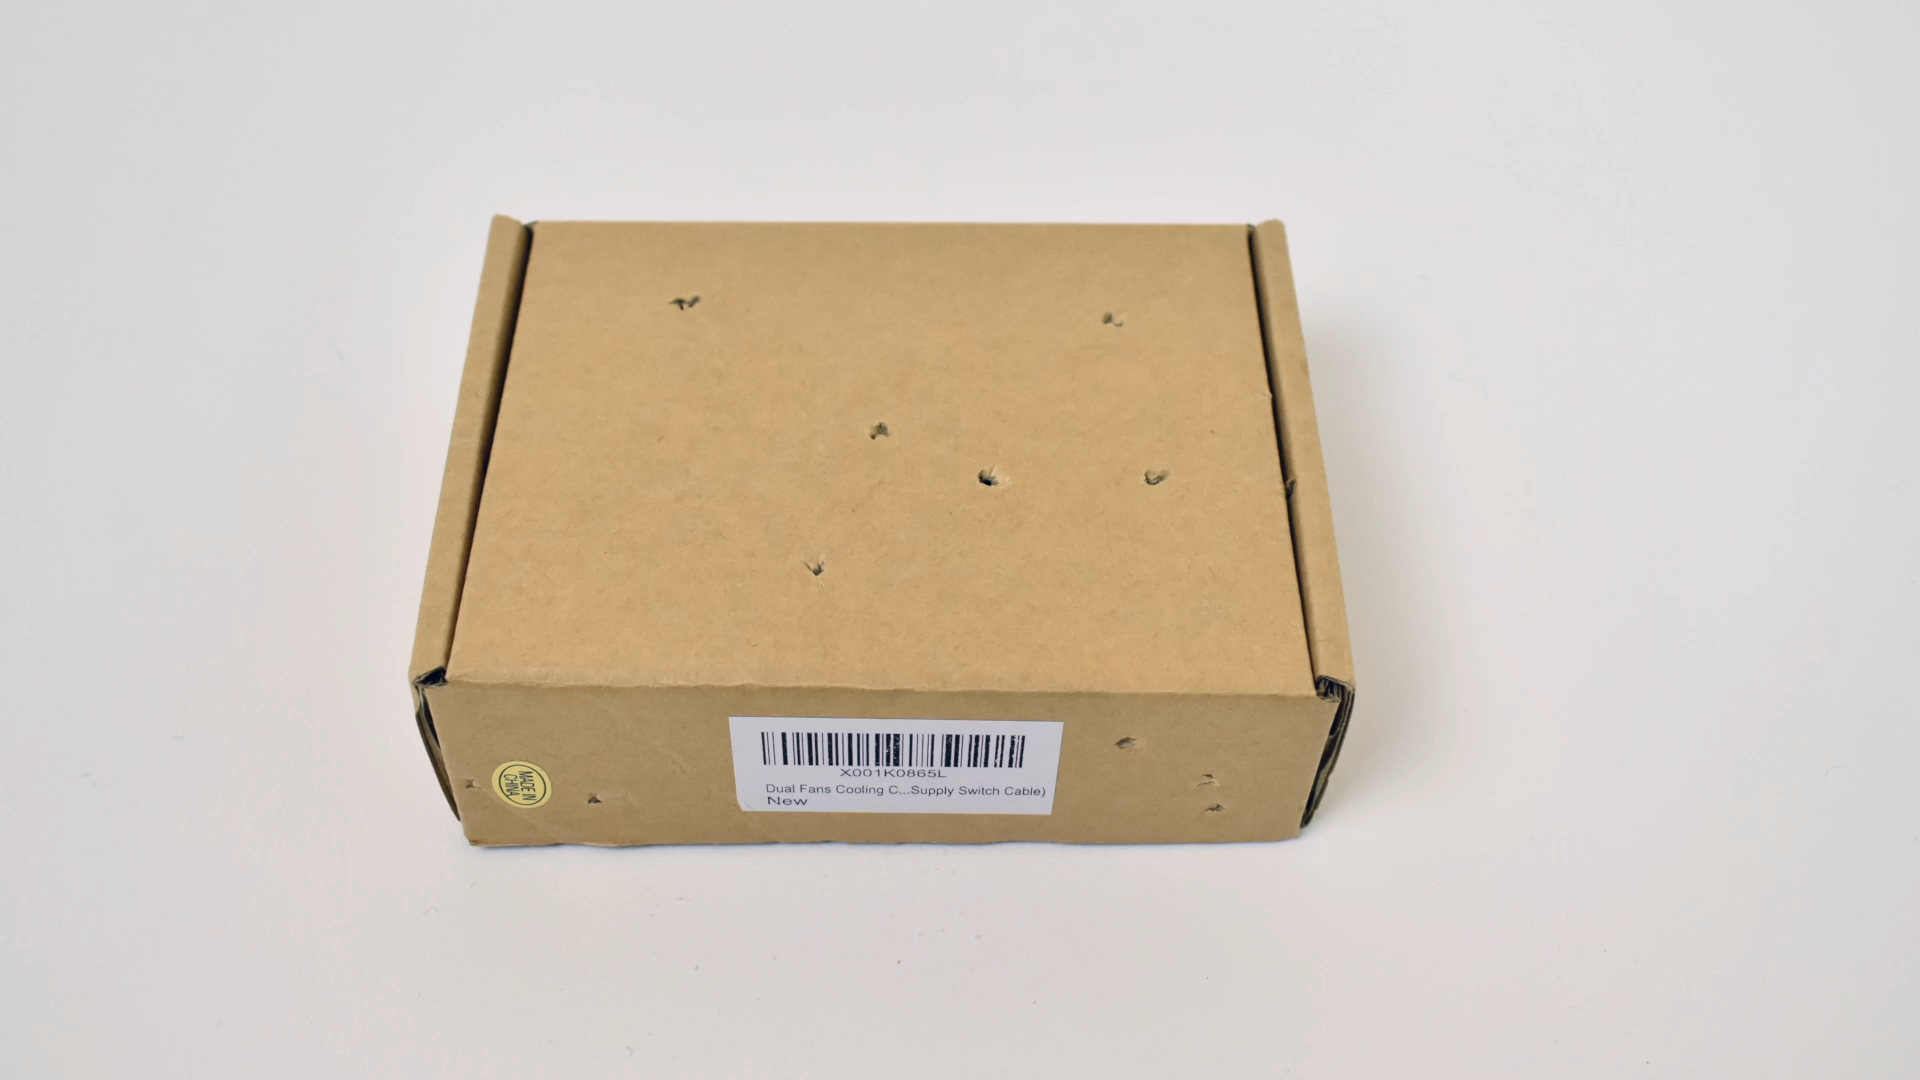 MADE IN
CHINA
X001K0865L
Dual Fans Cooling C...Supply Switch Cable)
New